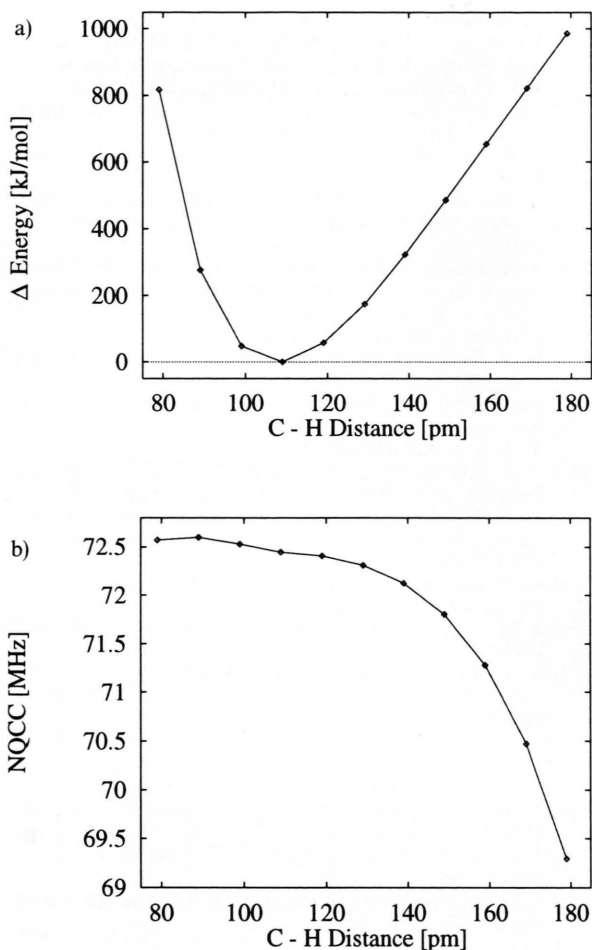 a)
1000
800
600
400
200
0
Δ Energy [kJ/mol]
80 100 120 140 160 180
C - H Distance [pm]
b)
72.5
72
71.5
71
70.5
70
69.5
69
NQCC [MHz]
80 100 120 140 160 180
C - H Distance [pm]